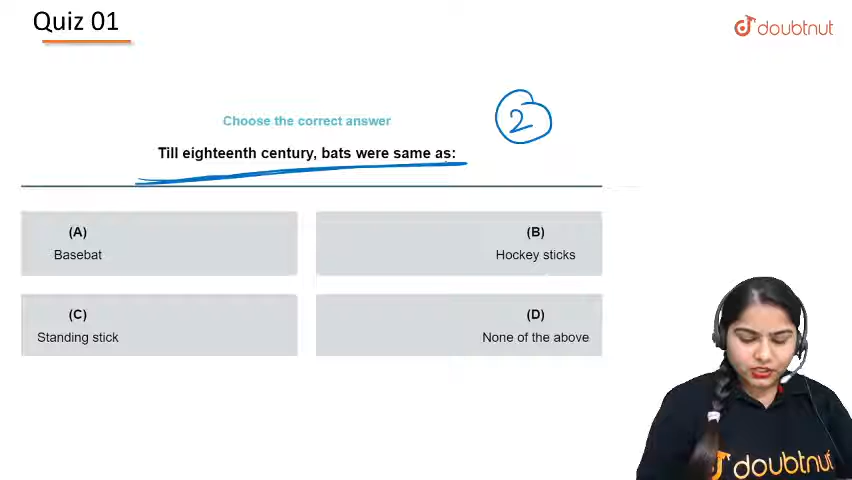 Quiz 01
doubtnut
Choose the correct answer
2
Till eighteenth century, bats were same as:
(A)
Basebat
(B)
Hockey sticks
(C)
Standing stick
(D)
None of the above
doubtnut